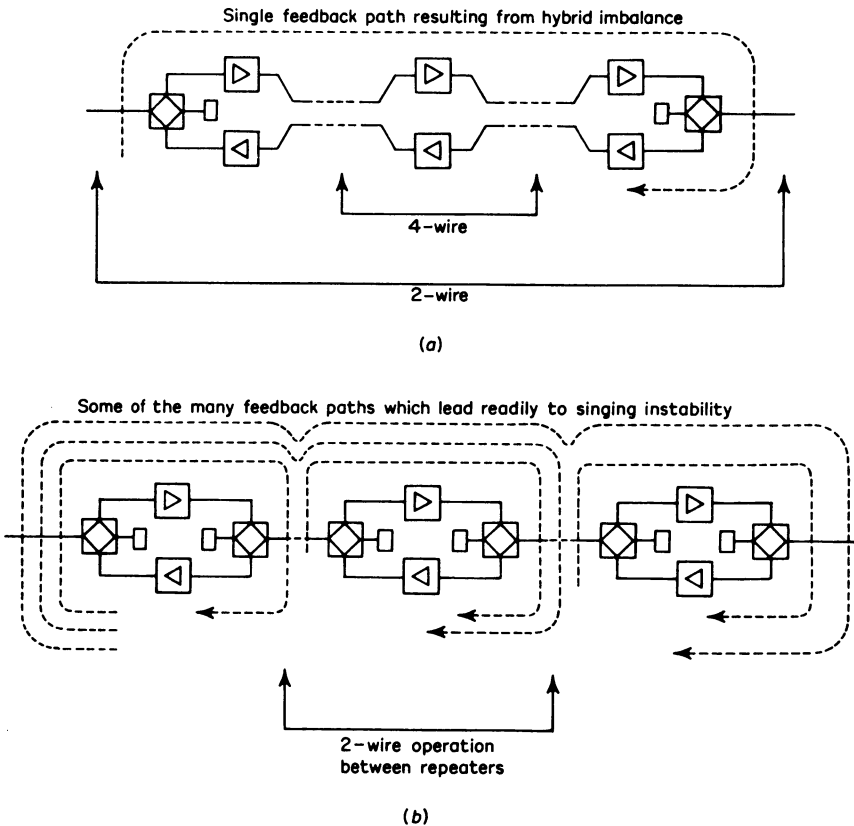 Single feedback path resulting from hybrid imbalance
4-wire
2-wire
(a)
Some of the many feedback paths which lead readily to singing instability
2-wire operation
between repeaters
(b)